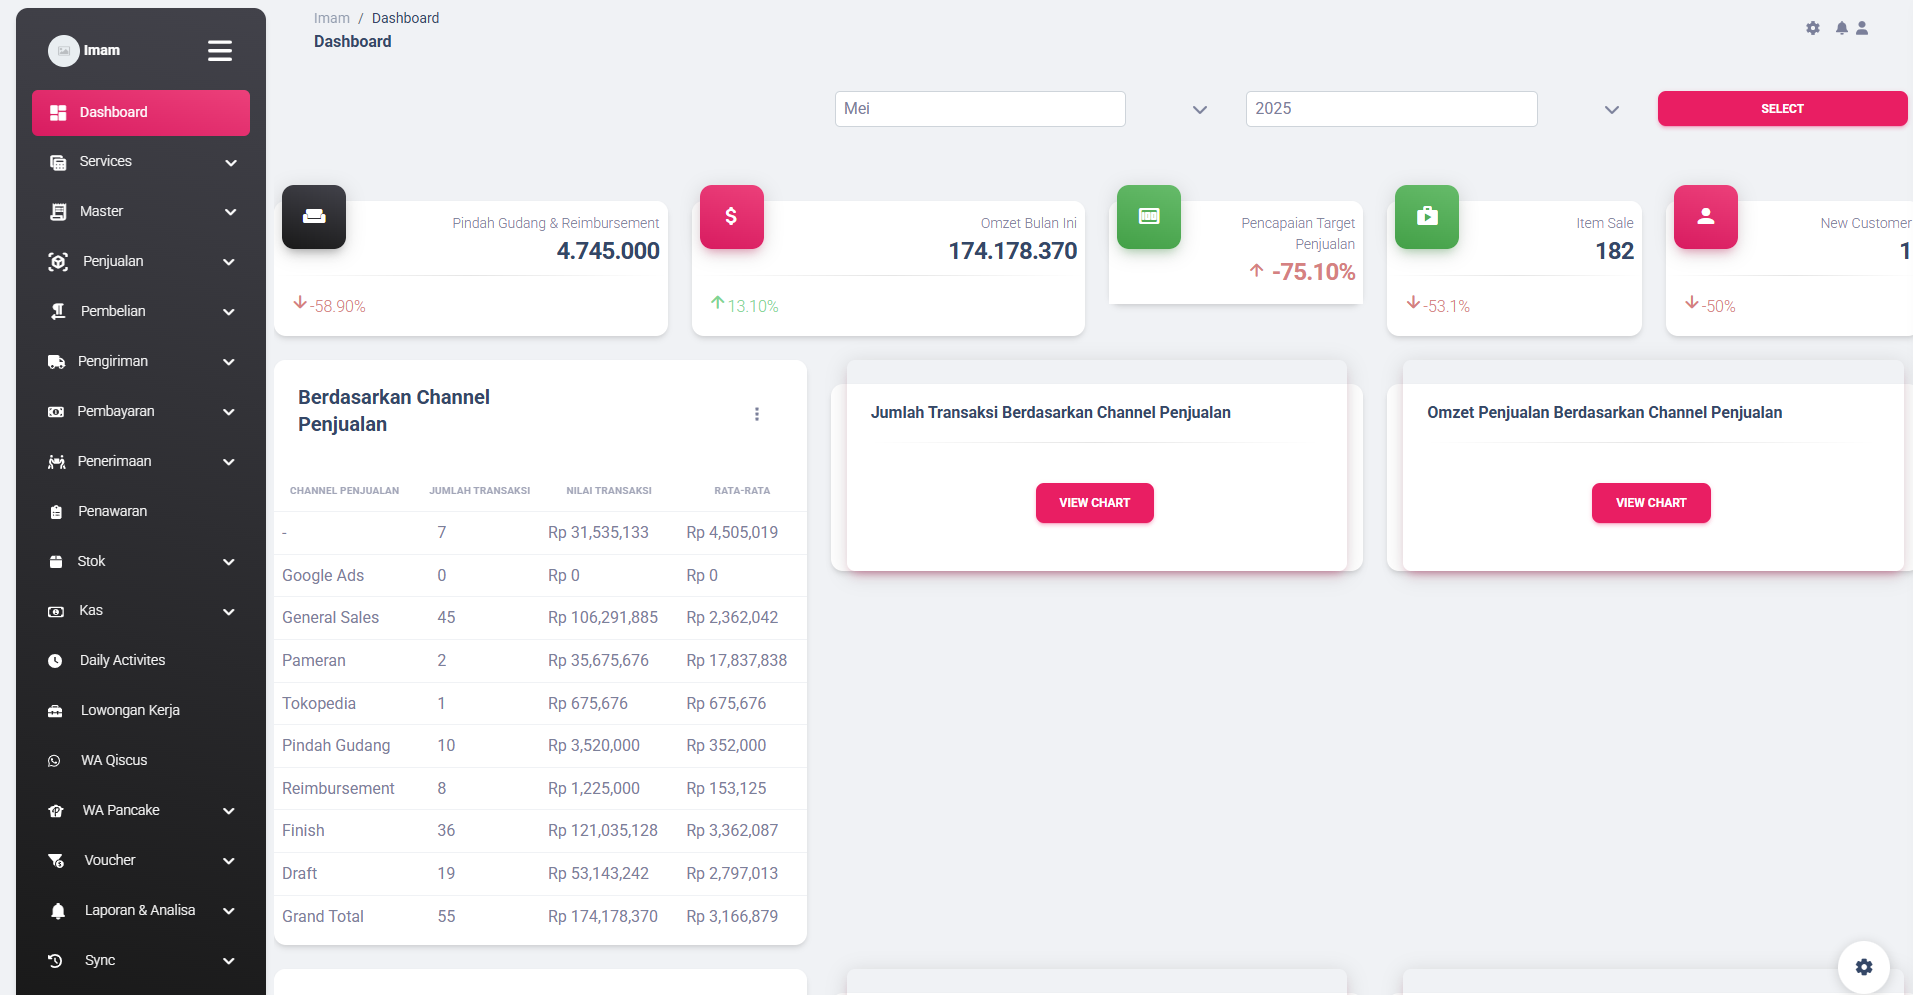 Imam
Dashboard
Services
Master
Penjualan
Pembelian
Pengiriman
Pembayaran
Penerimaan
Penawaran
Stok
Kas
Daily Activites
Lowongan Kerja
WA Qiscus
WA Pancake
Voucher
Laporan & Analisa
Sync
Imam / Dashboard
Dashboard
Mei
2025
SELECT
Pindah Gudang & Reimbursement
4.745.000
-58.90%
Omzet Bulan Ini
174.178.370
13.10%
Pencapaian Target
Penjualan
-75.10%
Item Sale
182
-53.1%
New Customer
1
-50%
Berdasarkan Channel
Penjualan
CHANNEL PENJUALAN JUMLAH TRANSAKSI NILAI TRANSAKSI RATA-RATA
- 7 Rp 31,535,133 Rp 4,505,019
Google Ads 0 Rp 0 Rp 0
General Sales 45 Rp 106,291,885 Rp 2,362,042
Pameran 2 Rp 35,675,676 Rp 17,837,838
Tokopedia 1 Rp 675,676 Rp 675,676
Pindah Gudang 10 Rp 3,520,000 Rp 352,000
Reimbursement 8 Rp 1,225,000 Rp 153,125
Finish 36 Rp 121,035,128 Rp 3,362,087
Draft 19 Rp 53,143,242 Rp 2,797,013
Grand Total 55 Rp 174,178,370 Rp 3,166,879
Jumlah Transaksi Berdasarkan Channel Penjualan
VIEW CHART
Omzet Penjualan Berdasarkan Channel Penjualan
VIEW CHART